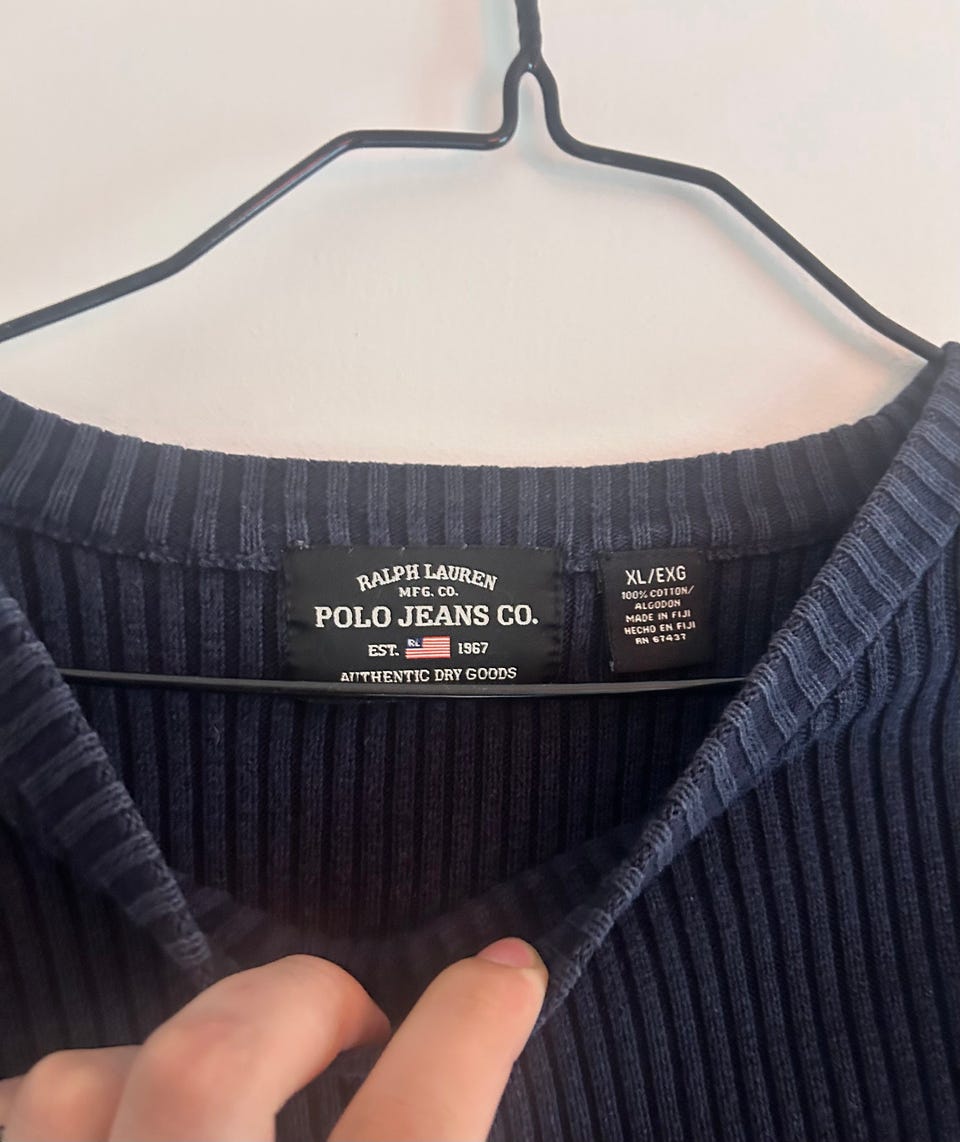 RALPH LAUREN
MFG. CO.
POLO JEANS CO.
EST. RL 1967
AUTHENTIC DRY GOODS
XL/EXG
100% COTTON/
ALGODON
MADE IN FIJI
HECHO EN FIJI
RN 67437